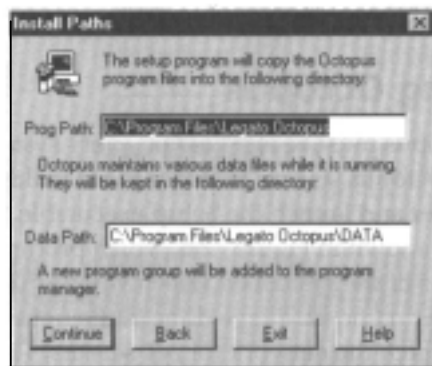 Install Paths
The setup program will copy the Octopus
program files into the following directory:
Prog Path: C:\Program Files\Legato Octopus
Octopus maintains various data files while it is running.
They will be kept in the following directory:
Data Path: C:\Program Files\Legato Octopus\DATA
A new program group will be added to the program
manager.
Continue Back Exit Help